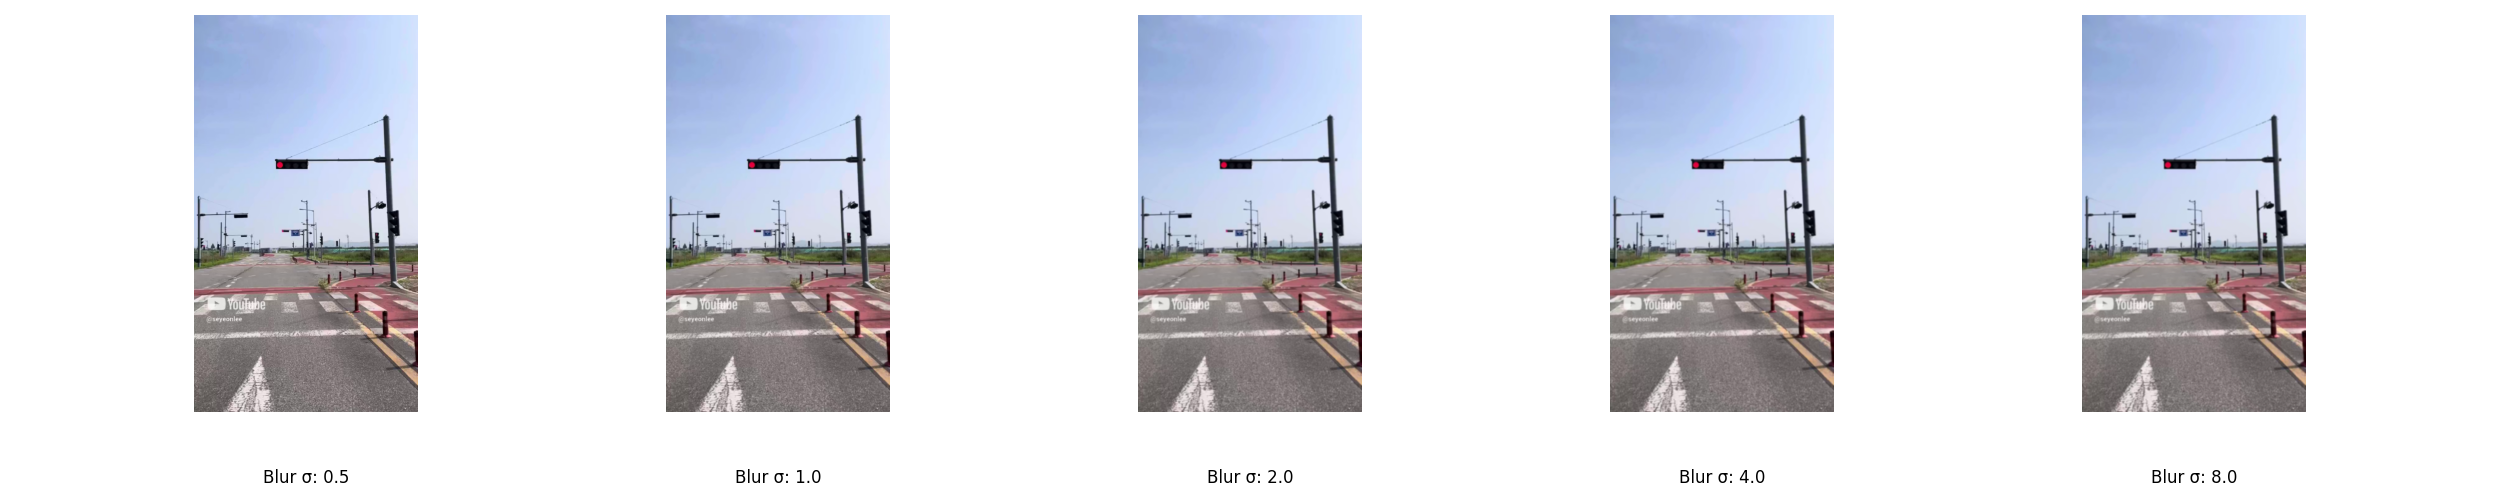 YouTube
@seyeonlee
YouTube
@seyeonlee
YouTube
@seyeonlee
YouTube
@seyeonlee
YouTube
@seyeonlee
Blur σ: 0.5
Blur σ: 1.0
Blur σ: 2.0
Blur σ: 4.0
Blur σ: 8.0